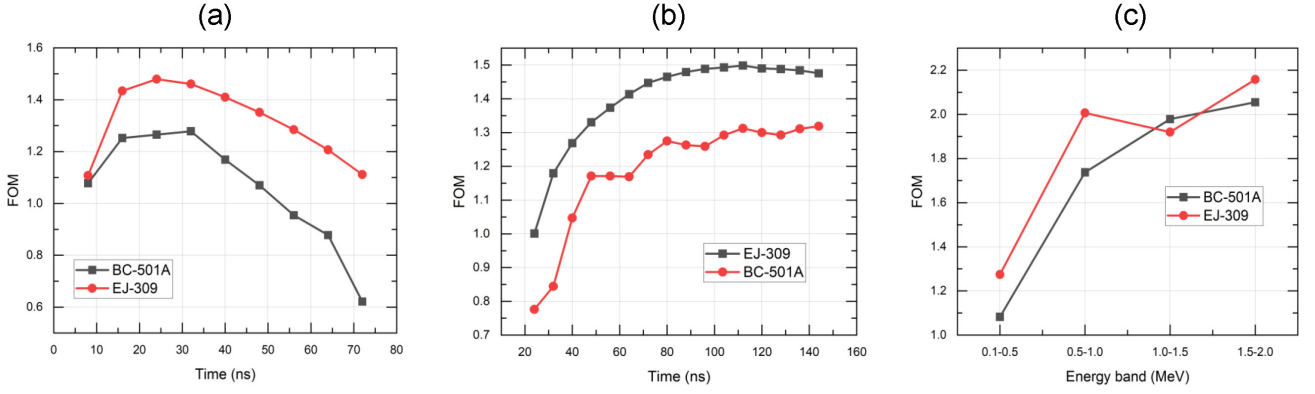 (a)
1.6
1.4
1.2
1.0
0.8
0.6
FOM
BC-501A
EJ-309
0 10 20 30 40 50 60 70 80
Time (ns)
(b)
1.5
1.4
1.3
1.2
1.1
1.0
0.9
0.8
0.7
FOM
EJ-309
BC-501A
20 40 60 80 100 120 140 160
Time (ns)
(c)
2.2
2.0
1.8
1.6
1.4
1.2
1.0
FOM
BC-501A
EJ-309
0.1-0.5 0.5-1.0 1.0-1.5 1.5-2.0
Energy band (MeV)